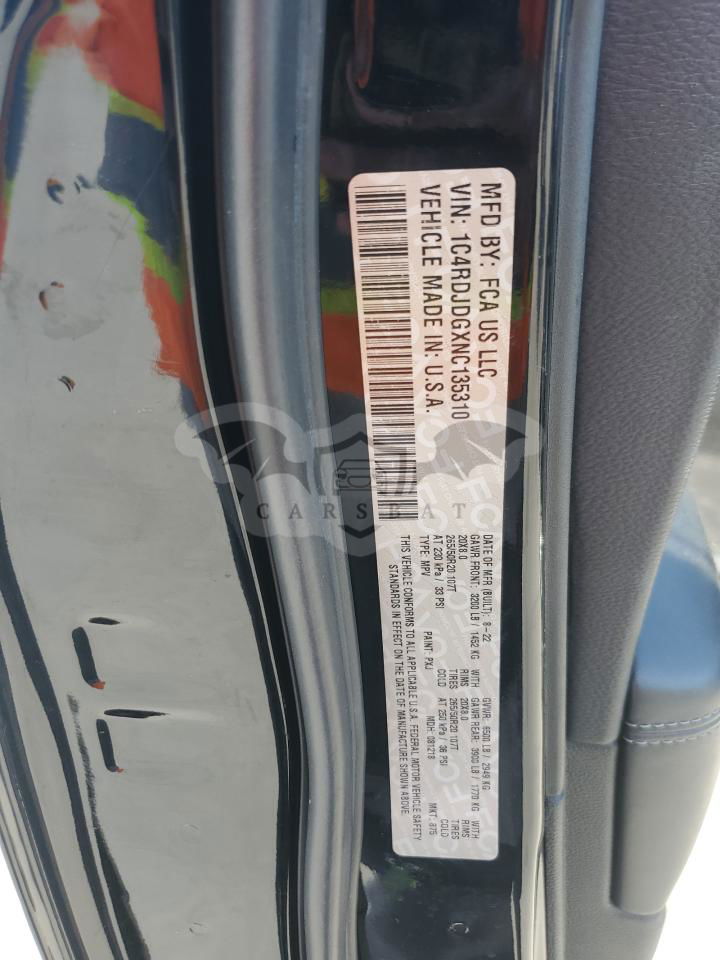 MFD BY: FCA US LLC
VIN: 1C4RDJDGXNC135310
VEHICLE MADE IN: U.S.A.
DATE OF MFR (BUILT): 8-22 GVWR: 6500 LB / 2949 KG
GAWR FRONT: 3200 LB / 1452 KG WITH GAWR REAR: 3900 LB / 1770 KG WITH
20X8.0 RIMS 20X8.0 RIMS
265/50R20 107T TIRES 265/50R20 107T TIRES
AT 230 kPa / 33 PSI COLD AT 250 kPa / 36 PSI COLD
TYPE: MPV PAINT: PXJ MDH: 081218 MKT: 875
THIS VEHICLE CONFORMS TO ALL APPLICABLE U.S.A. FEDERAL MOTOR VEHICLE SAFETY
STANDARDS IN EFFECT ON THE DATE OF MANUFACTURE SHOWN ABOVE.
CARSBAT